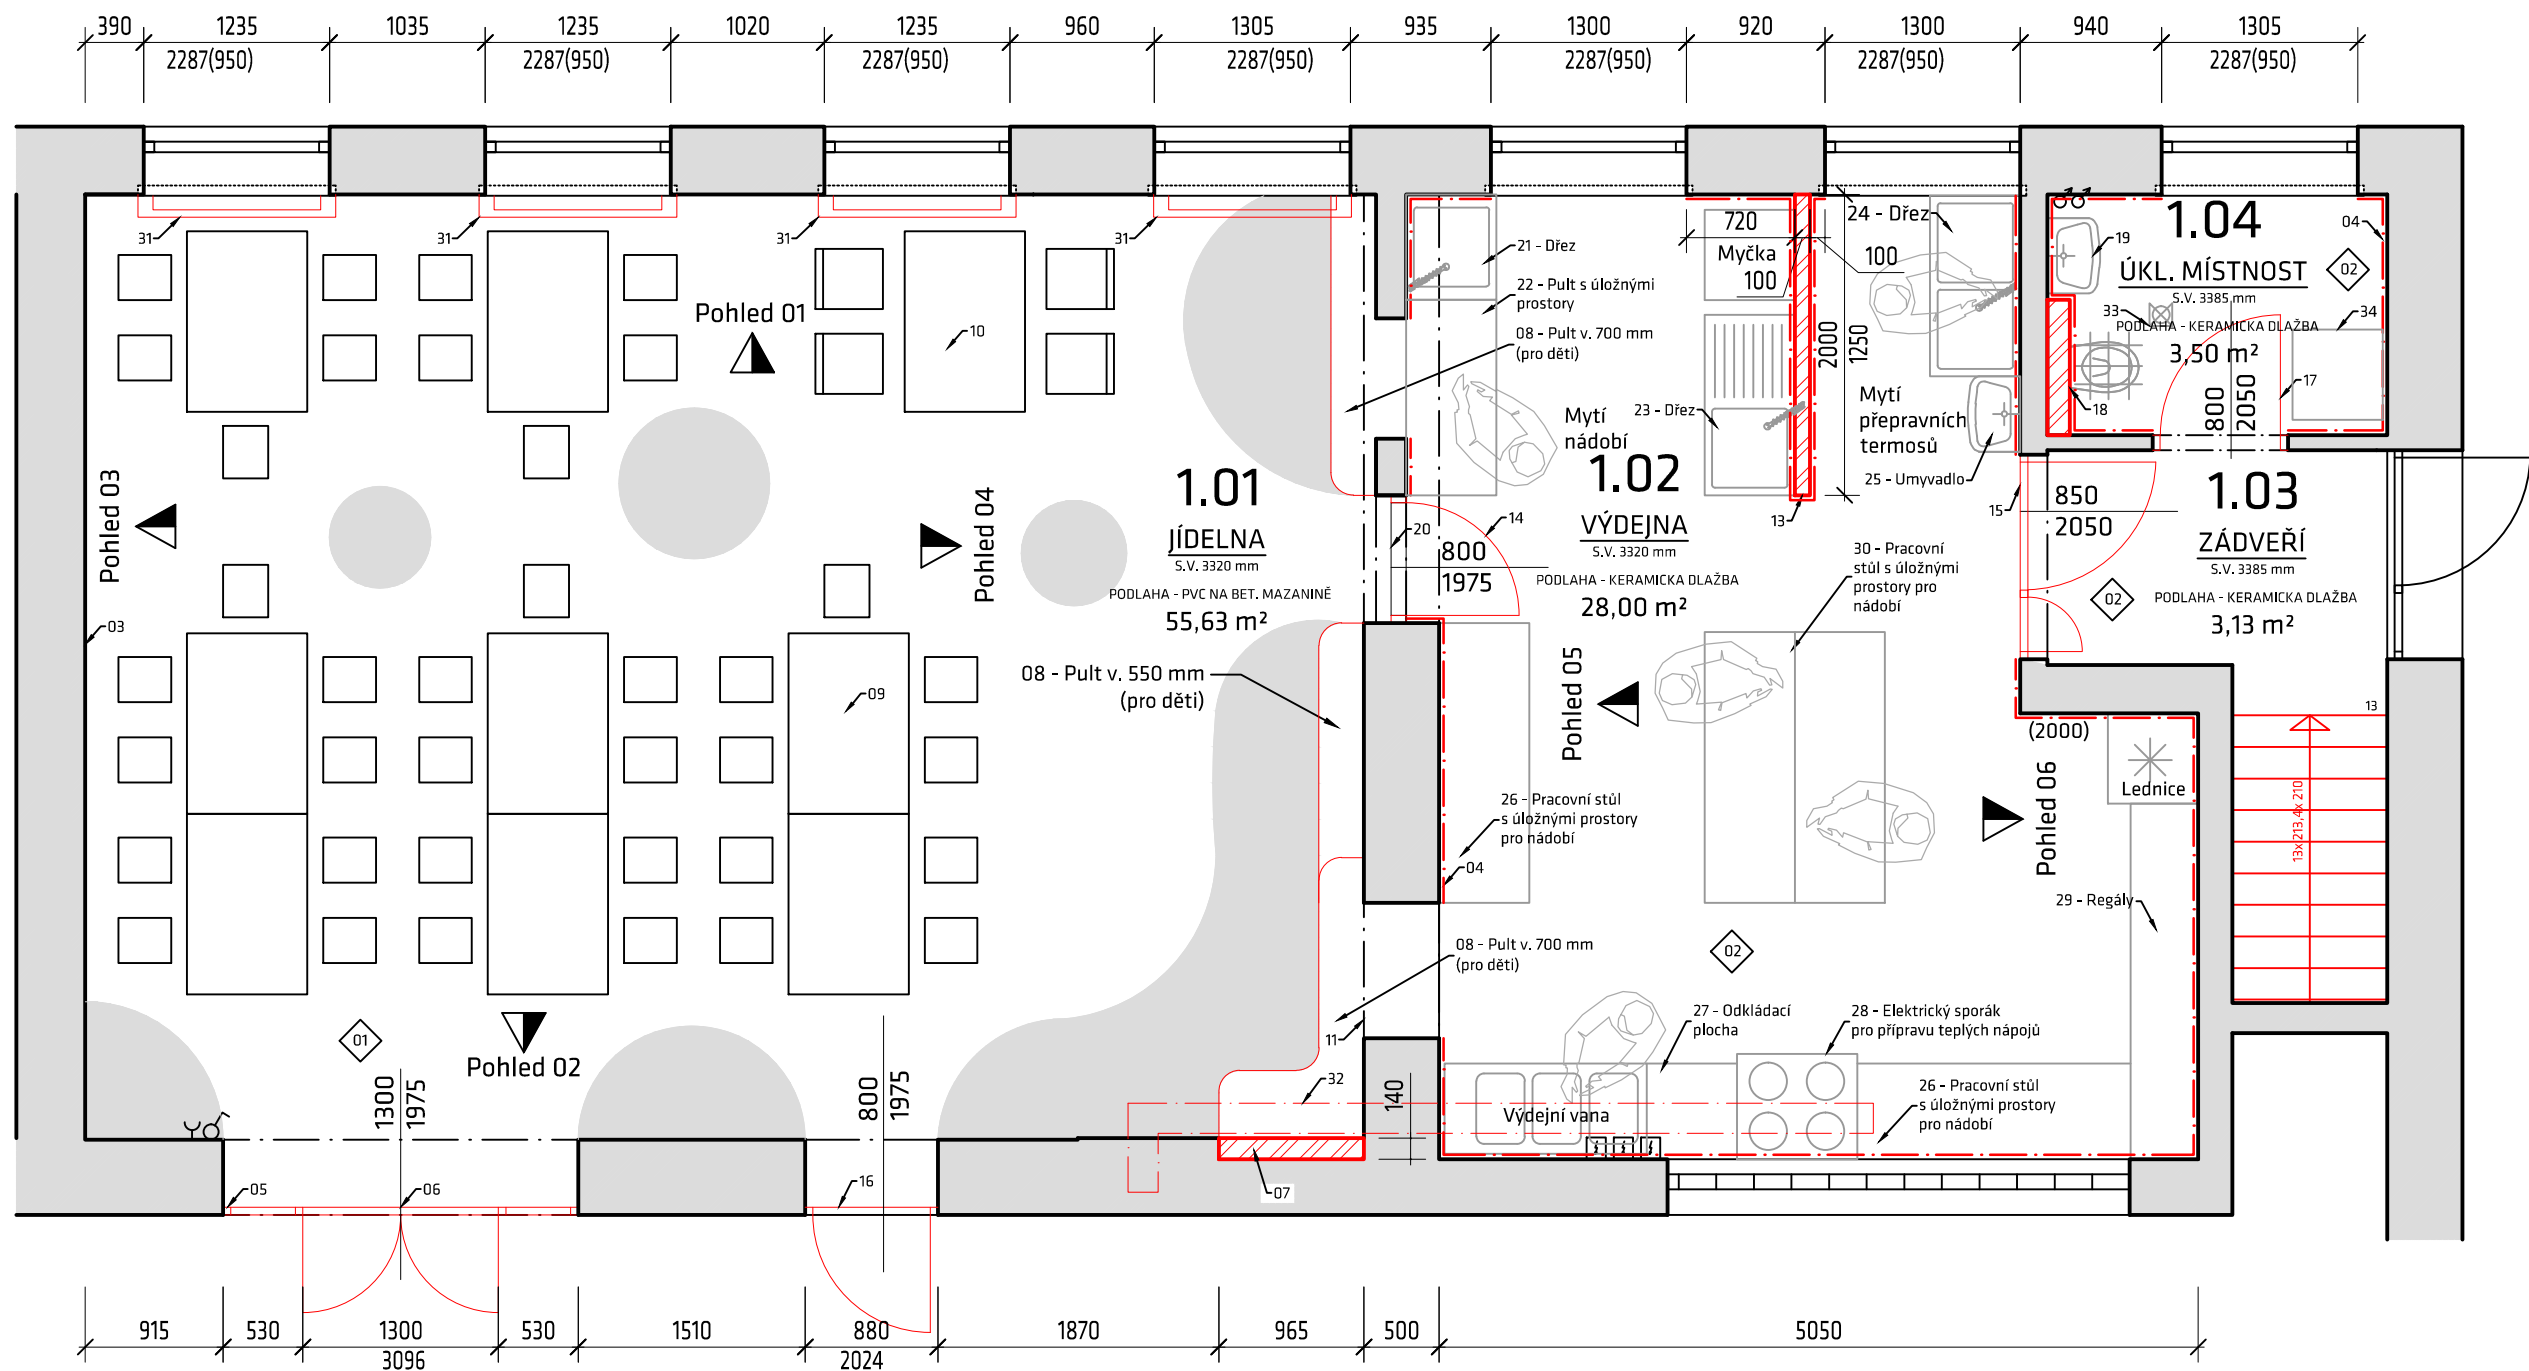 390 1235 1035 1235 1020 1235 960 1305 935 1300 920 1300 940 1305
2287(950) 2287(950) 2287(950) 2287(950) 2287(950) 2287(950) 2287(950)
31
31
31
31
Pohled 01
10
Pohled 03
Pohled 04
03
09
1.01
JÍDELNA
S.V. 3320 mm
PODLAHA - PVC NA BET. MAZANINĚ
55,63 m²
08 - Pult v. 550 mm
(pro děti)
21 - Dřez
22 - Pult s úložnými
prostory
08 - Pult v. 700 mm
(pro děti)
720
Myčka
100
100
24 - Dřez
2000
1250
23 - Dřez
Mytí
nádobí
Mytí
přepravních
termosů
25 - Umyvadlo
13
14
20
800
1975
1.02
VÝDEJNA
S.V. 3320 mm
PODLAHA - KERAMICKA DLAŽBA
28,00 m²
30 - Pracovní
stůl s úložnými
prostory pro
nádobí
1.04
ÚKL. MÍSTNOST
S.V. 3385 mm
PODLAHA - KERAMICKA DLAŽBA
3,50 m²
04
02
19
33
34
18
17
800
2050
15
850
2050
1.03
ZÁDVEŘÍ
S.V. 3385 mm
PODLAHA - KERAMICKA DLAŽBA
3,13 m²
02
Pohled 05
(2000)
Lednice
13
13x 213,4x 210
Pohled 06
26 - Pracovní stůl
s úložnými prostory
pro nádobí
04
29 - Regály
08 - Pult v. 700 mm
(pro děti)
02
11
27 - Odkládací
plocha
28 - Elektrický sporák
pro přípravu teplých nápojů
26 - Pracovní stůl
s úložnými prostory
pro nádobí
Výdejní vana
140
32
07
01
Pohled 02
1300
1975
800
1975
05
06
16
915 530 1300 530 1510 880 1870 965 500 5050
3096 2024